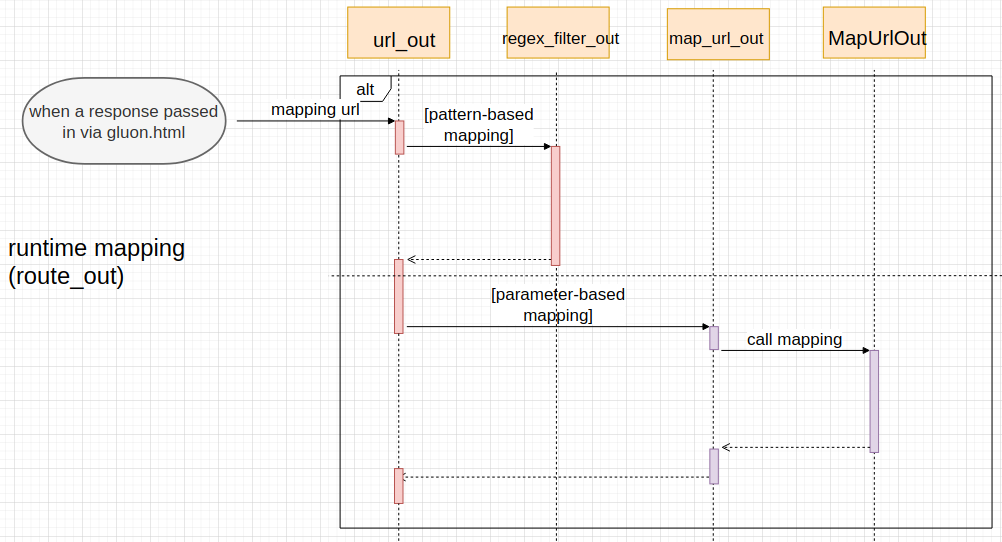 url_out
regex_filter_out
map_url_out
MapUrlOut
alt
when a response passed
in via gluon.html
mapping url
[pattern-based
mapping]
runtime mapping
(route_out)
[parameter-based
mapping]
call mapping